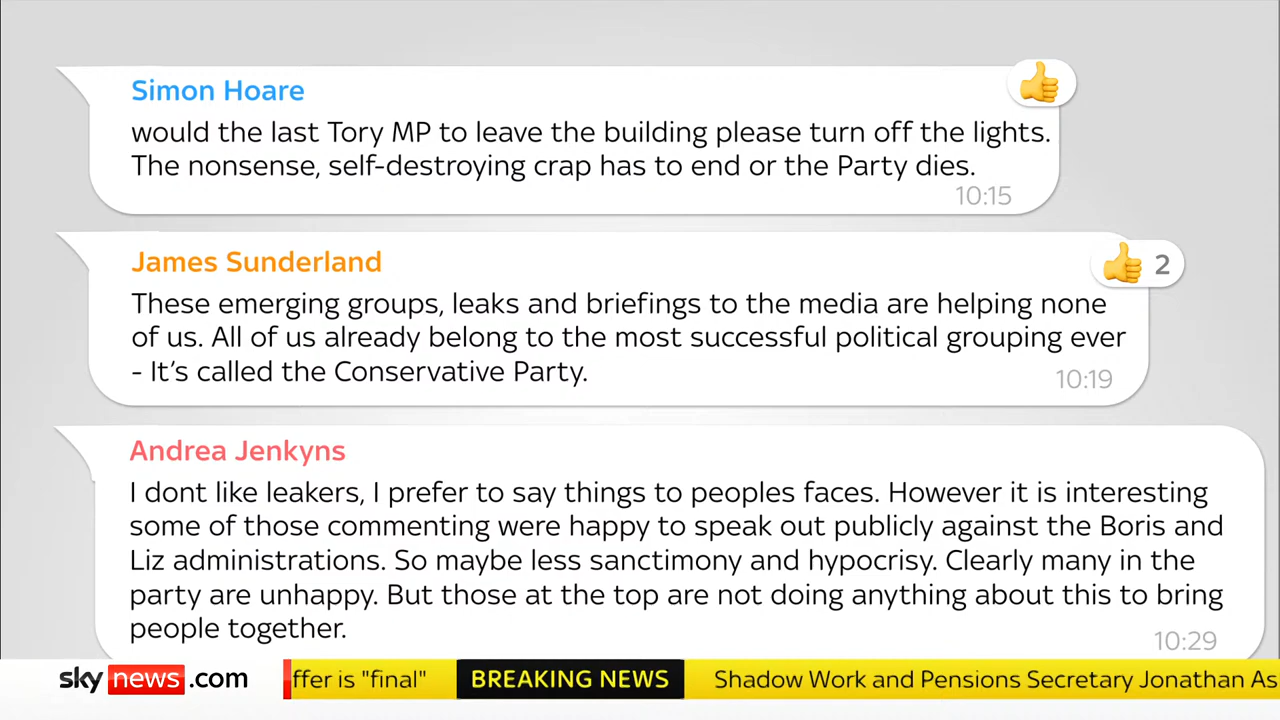 Simon Hoare
would the last Tory MP to leave the building please turn off the lights.
The nonsense, self-destroying crap has to end or the Party dies.
10:15
James Sunderland
2
These emerging groups, leaks and briefings to the media are helping none
of us. All of us already belong to the most successful political grouping ever
- It's called the Conservative Party.
10:19
Andrea Jenkyns
I dont like leakers, I prefer to say things to peoples faces. However it is interesting
some of those commenting were happy to speak out publicly against the Boris and
Liz administrations. So maybe less sanctimony and hypocrisy. Clearly many in the
party are unhappy. But those at the top are not doing anything about this to bring
people together.
10:29
sky news .com ffer is "final" BREAKING NEWS Shadow Work and Pensions Secretary Jonathan As